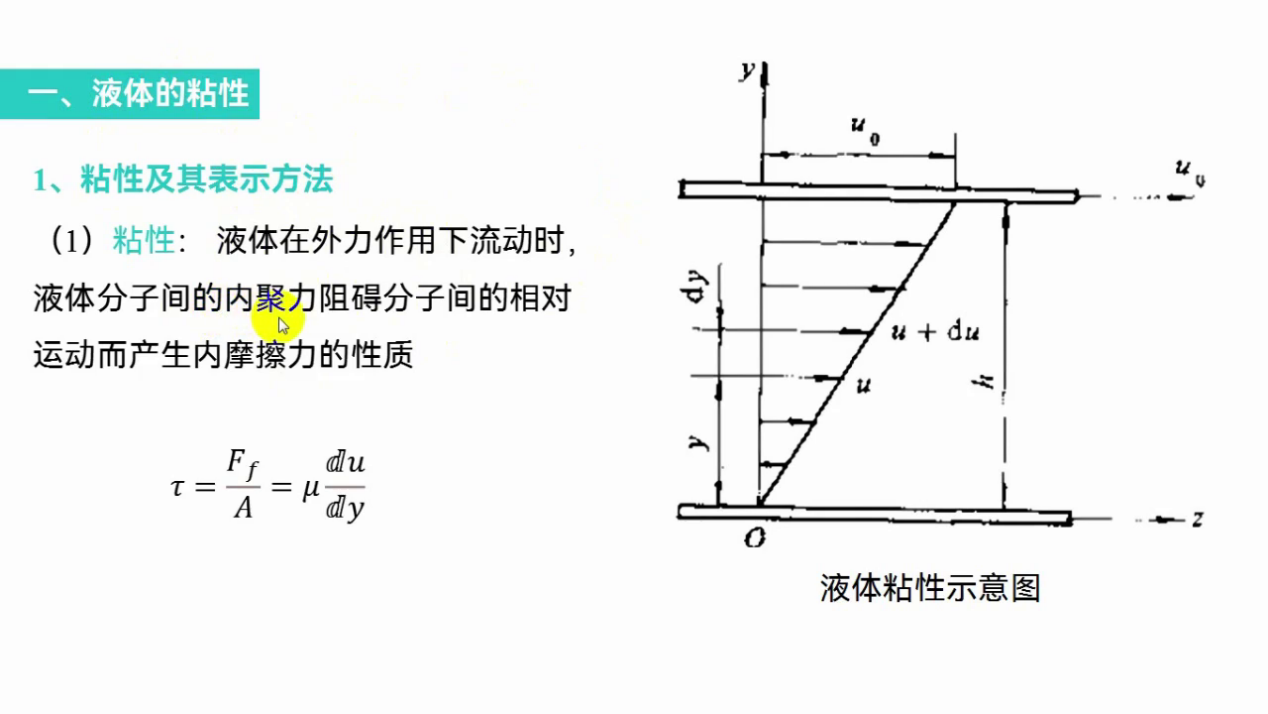 一、液体的粘性
1、粘性及其表示方法
（1）粘性： 液体在外力作用下流动时，
液体分子间的内聚力阻碍分子间的相对
运动而产生内摩擦力的性质
τ = F_f / A = μ ⅆu / ⅆy
y
u₀
u₀
dy
u + du
u
h
y
z
O
液体粘性示意图